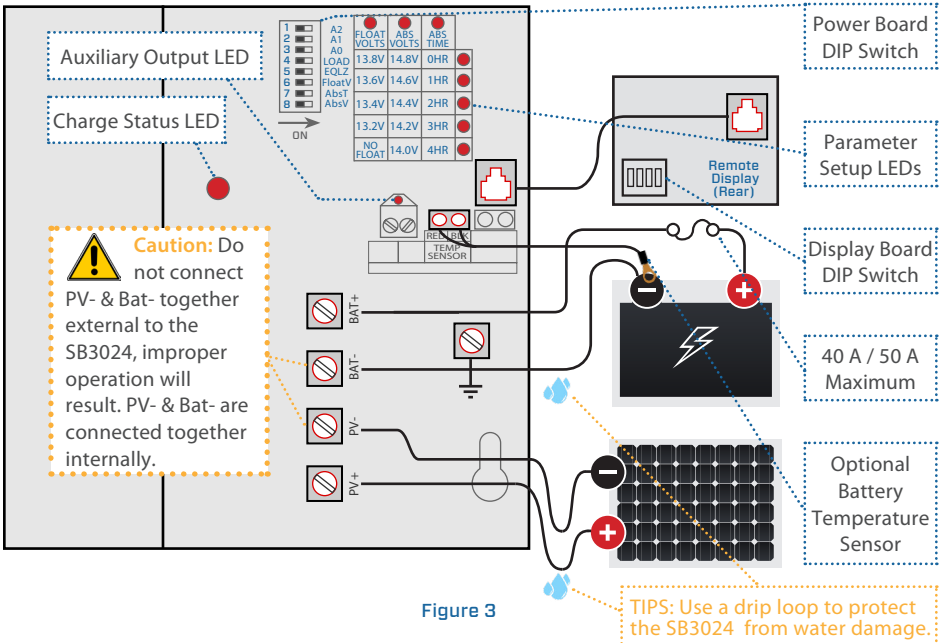 Auxiliary Output LED
Charge Status LED
1
2
3
4
5
6
7
8
A2
A1
A0
LOAD
EQLZ
FloatV
AbsT
AbsV
ON
FLOAT VOLTS
ABS VOLTS
ABS TIME
13.8V 14.8V 0HR
13.6V 14.6V 1HR
13.4V 14.4V 2HR
13.2V 14.2V 3HR
NO FLOAT 14.0V 4HR
Power Board
DIP Switch
Parameter
Setup LEDs
Remote
Display
(Rear)
Display Board
DIP Switch
RED BLK
TEMP
SENSOR
Caution: Do
not connect
PV- & Bat- together
external to the
SB3024, improper
operation will
result. PV- & Bat- are
connected together
internally.
BAT+
BAT-
PV-
PV+
40 A / 50 A
Maximum
Optional
Battery
Temperature
Sensor
Figure 3
TIPS: Use a drip loop to protect
the SB3024 from water damage.